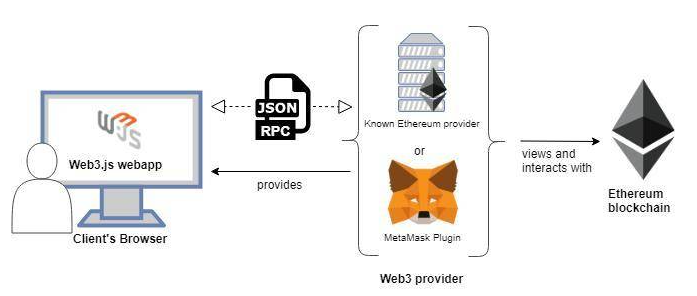 W3JS
Web3.js webapp
Client's Browser
JSON
RPC
provides
Known Ethereum provider
or
MetaMask Plugin
Web3 provider
views and
interacts with
Ethereum
blockchain